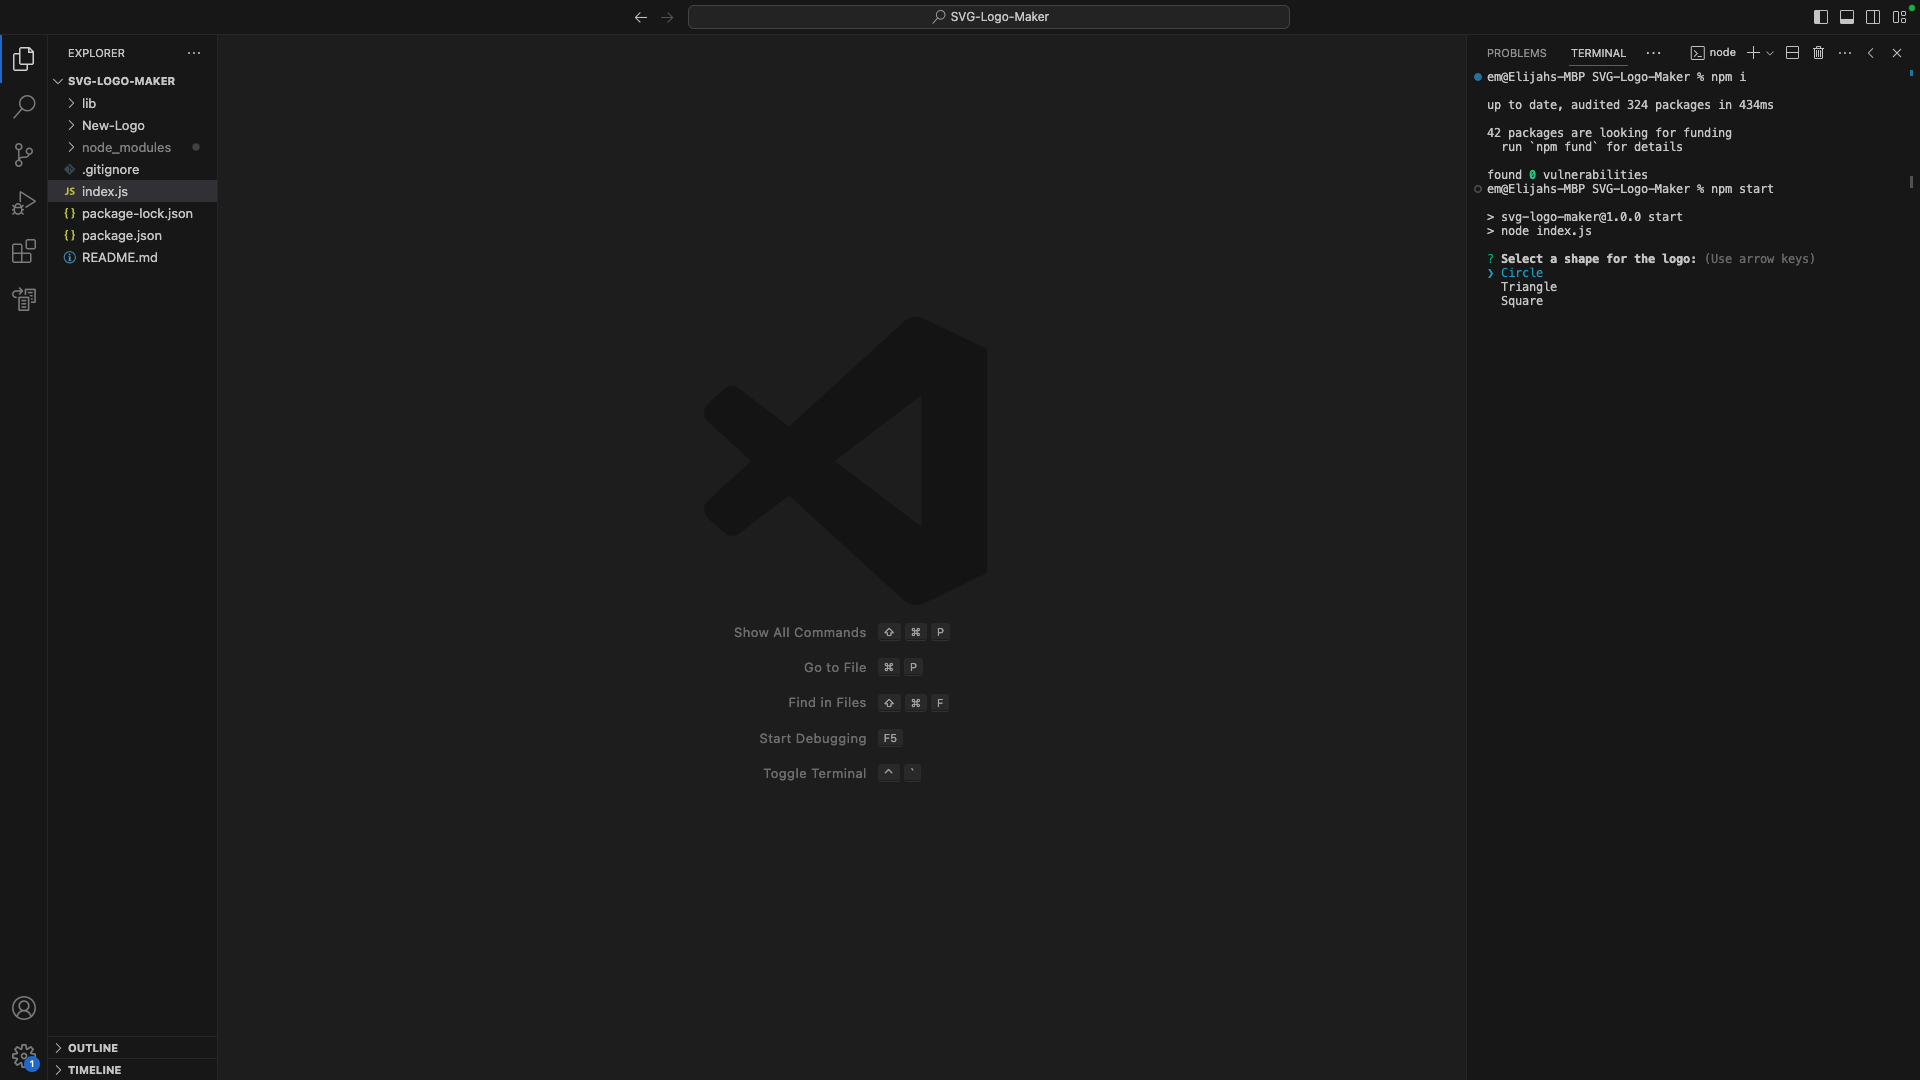 SVG-Logo-Maker
EXPLORER
SVG-LOGO-MAKER
lib
New-Logo
node_modules
.gitignore
JS index.js
{} package-lock.json
{} package.json
README.md
OUTLINE
TIMELINE
1
Show All Commands ⇧ ⌘ P
Go to File ⌘ P
Find in Files ⇧ ⌘ F
Start Debugging F5
Toggle Terminal ^ `
PROBLEMS TERMINAL ··· node
em@Elijahs-MBP SVG-Logo-Maker % npm i
up to date, audited 324 packages in 434ms
42 packages are looking for funding
run `npm fund` for details
found 0 vulnerabilities
em@Elijahs-MBP SVG-Logo-Maker % npm start
> svg-logo-maker@1.0.0 start
> node index.js
? Select a shape for the logo: (Use arrow keys)
❯ Circle
Triangle
Square